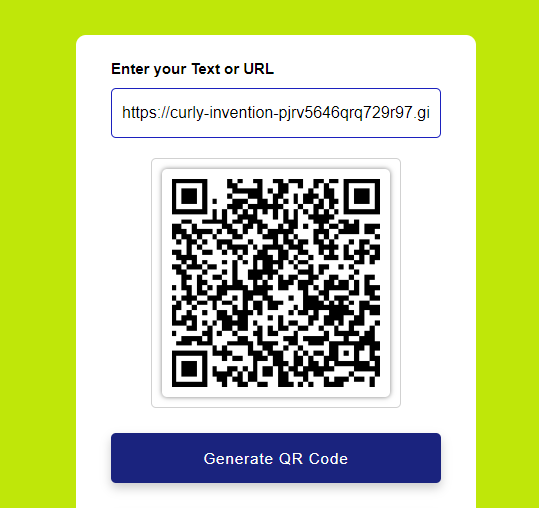 Enter your Text or URL
https://curly-invention-pjrv5646qrq729r97.gi
Generate QR Code